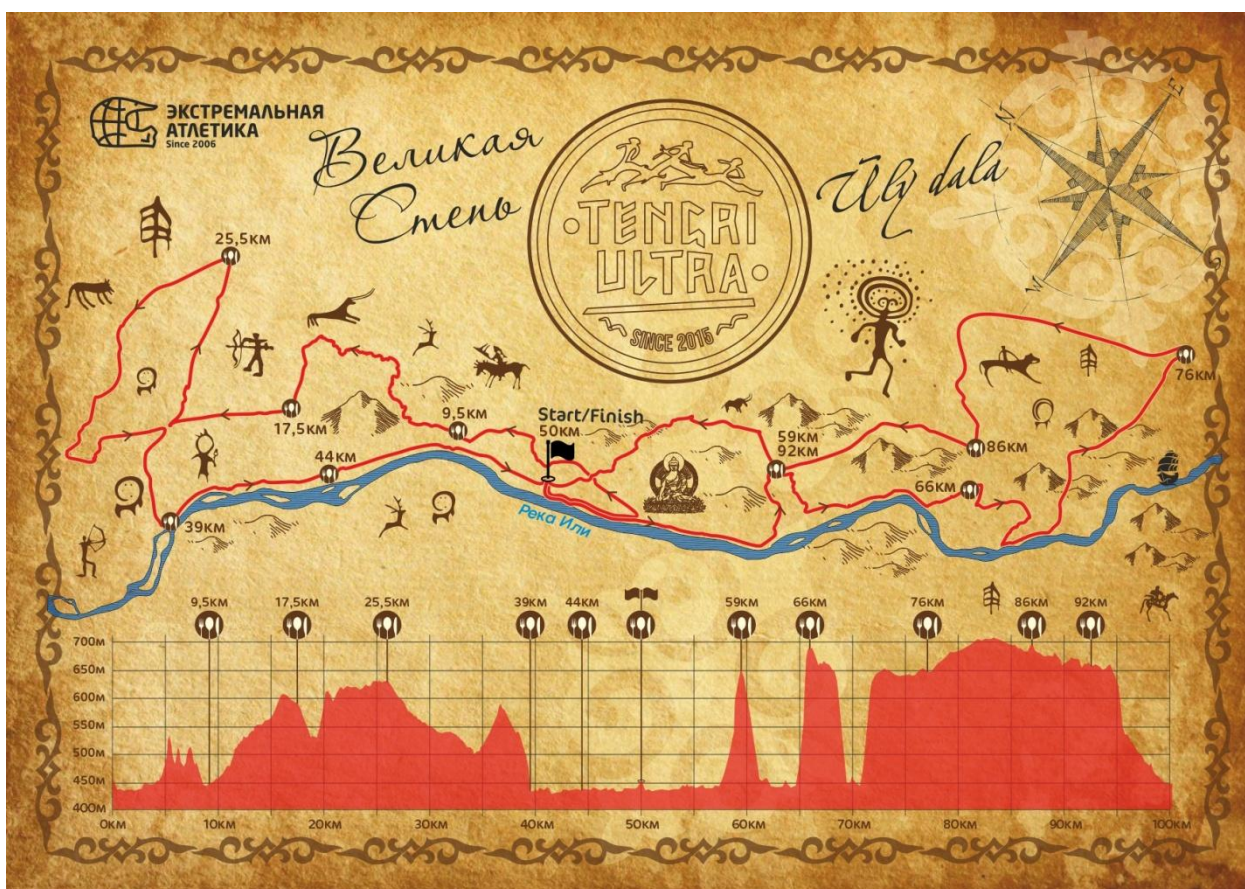 ЭКСТРЕМАЛЬНАЯ
АТЛЕТИКА
Since 2006
Великая
Степь
TENGRI
ULTRA
SINCE 2015
Ūlȳ dala
N
E
W
S
25,5КМ
17,5КМ
9,5КМ
Start/Finish
50КМ
44КМ
39КМ
Река Или
59КМ
92КМ
66КМ
86КМ
76КМ
9,5КМ
17,5КМ
25,5КМ
39КМ
44КМ
59КМ
66КМ
76КМ
86КМ
92КМ
700М
650М
600М
550М
500М
450М
400М
0КМ
10КМ
20КМ
30КМ
40КМ
50КМ
60КМ
70КМ
80КМ
90КМ
100КМ